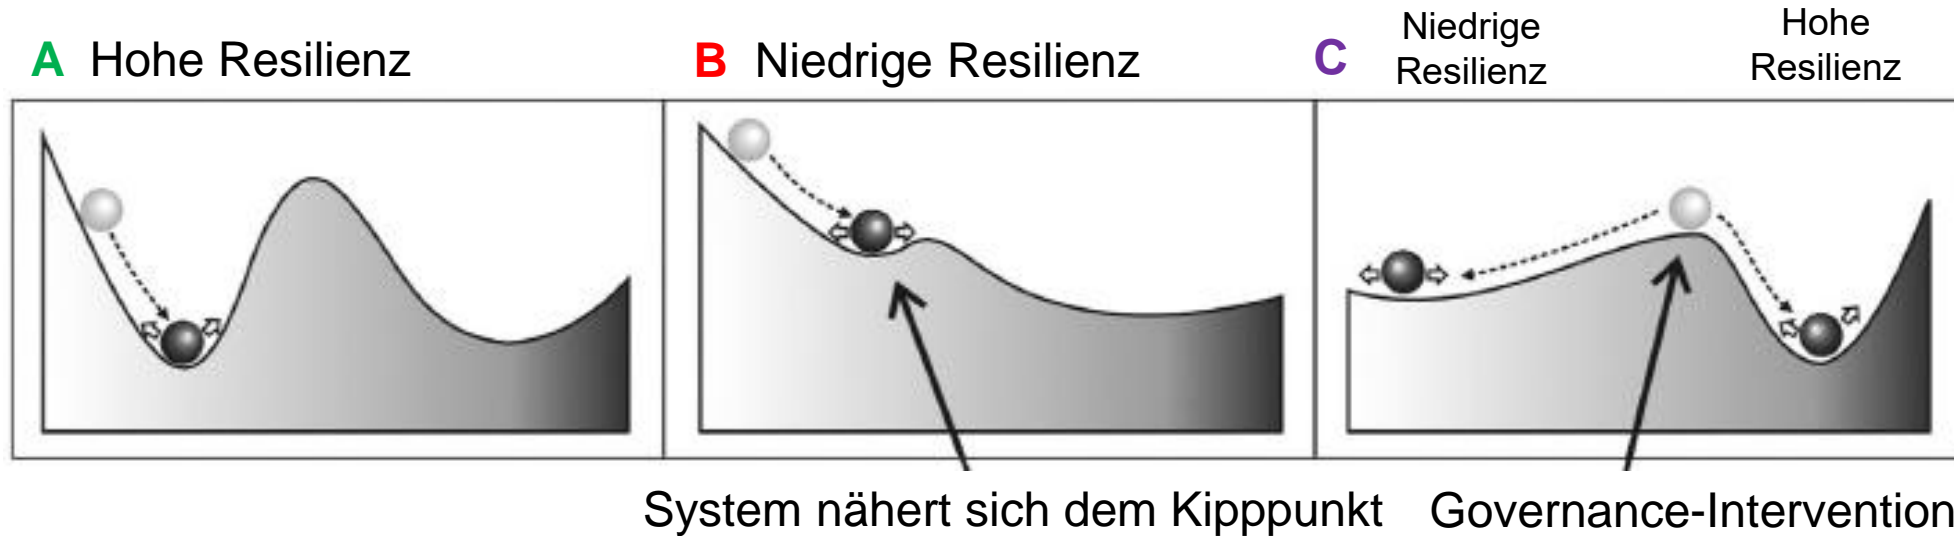 A Hohe Resilienz
B Niedrige Resilienz
C
Niedrige
Resilienz
Hohe
Resilienz
System nähert sich dem Kipppunkt
Governance-Intervention